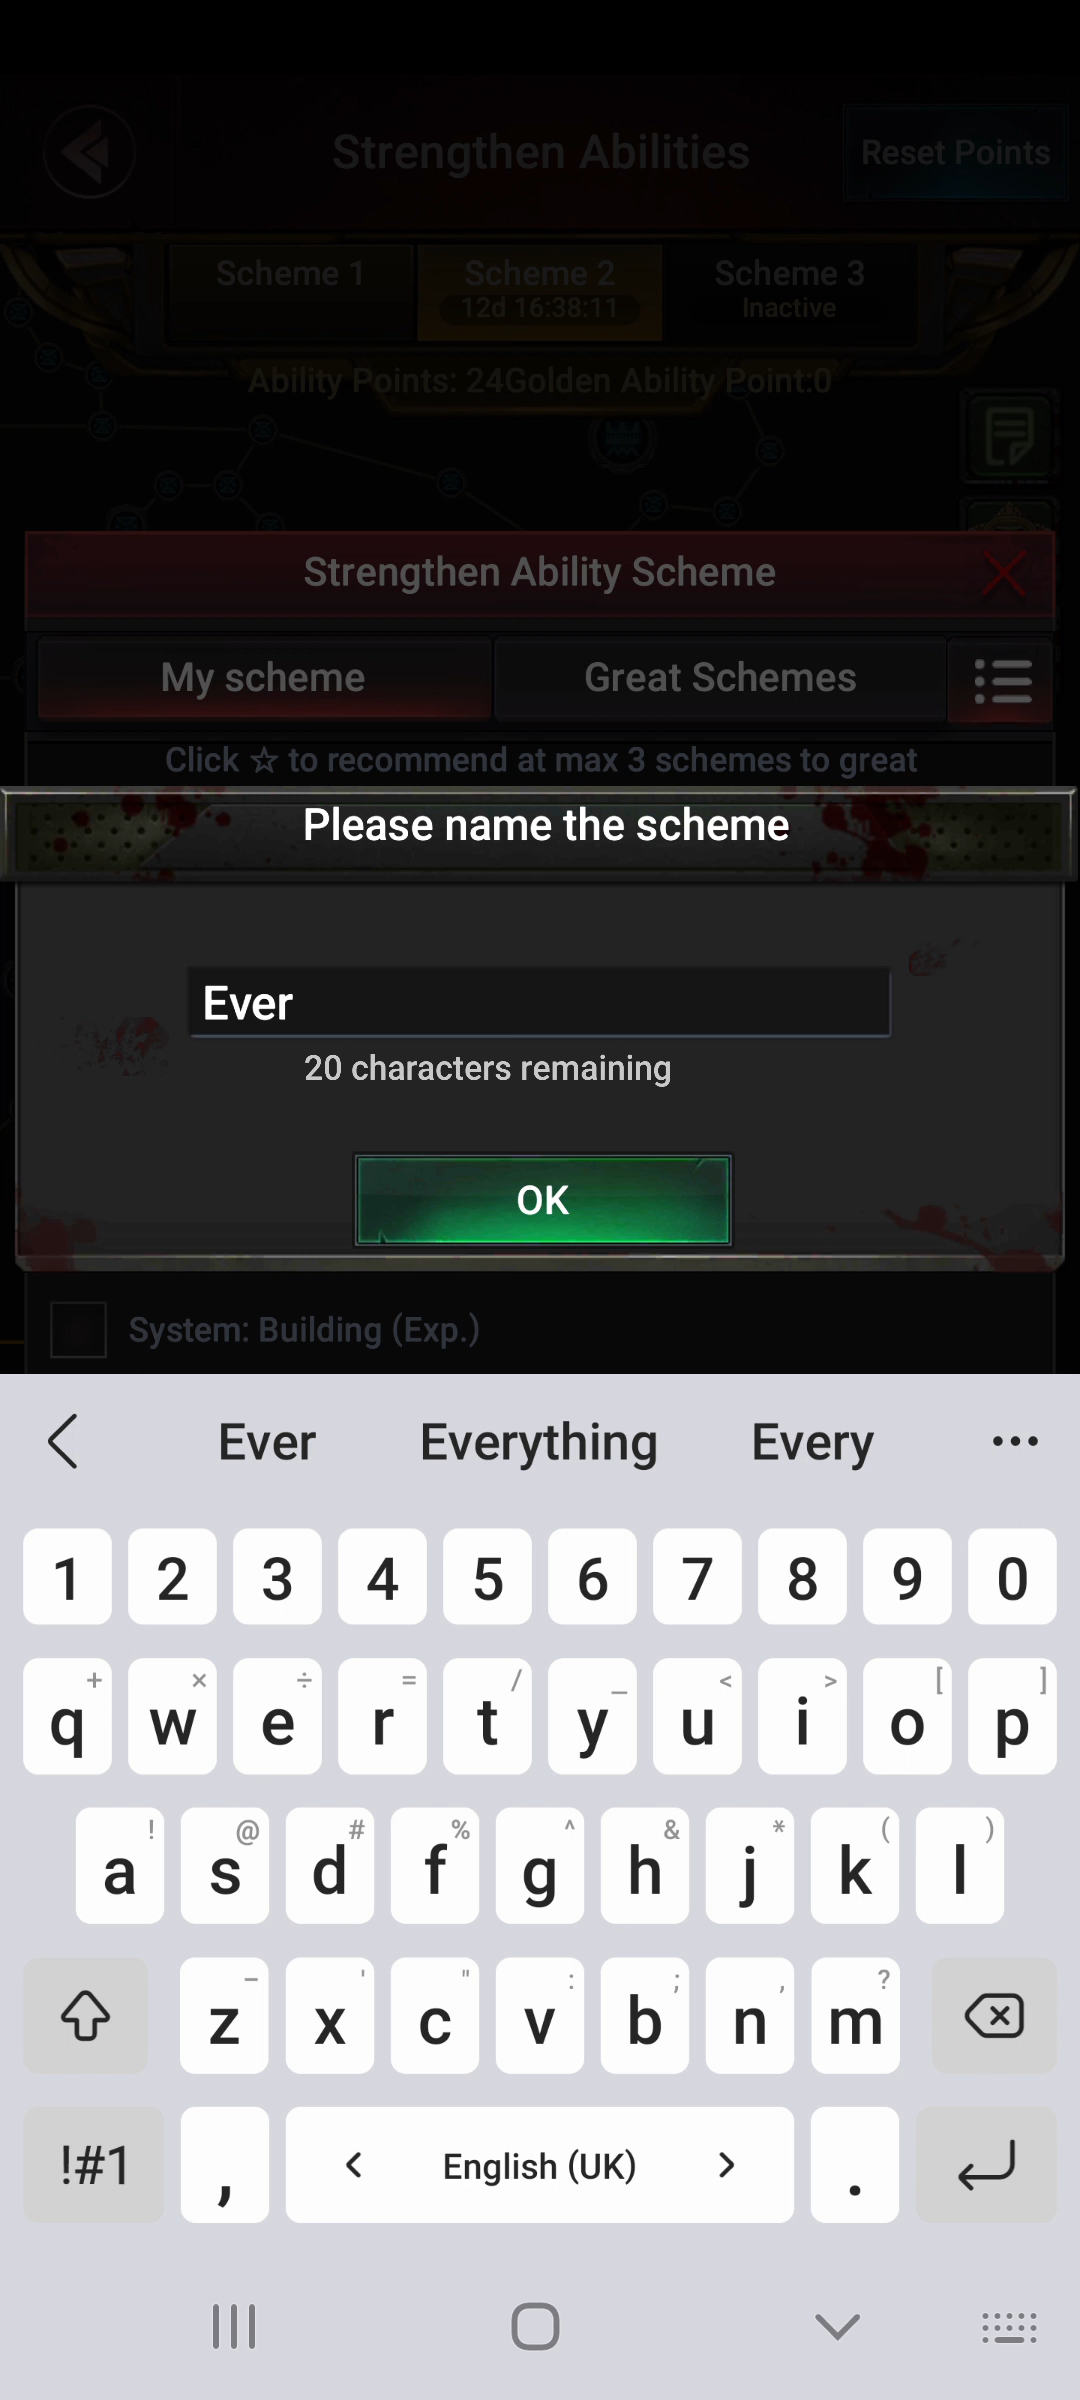 Strengthen Abilities
Reset Points
Scheme 1
Scheme 2
Scheme 3
12d 16:38:11
Inactive
Ability Points: 24Golden Ability Point:0
Strengthen Ability Scheme
My scheme
Great Schemes
Click ☆ to recommend at max 3 schemes to great
Please name the scheme
Ever
20 characters remaining
OK
System: Building (Exp.)
Ever Everything Every ...
1 2 3 4 5 6 7 8 9 0
+ × ÷ = / _ < > [ ]
q w e r t y u i o p
! @ # % ^ & * ( )
a s d f g h j k l
- ' " : ; , ?
z x c v b n m
!#1 , < English (UK) > .